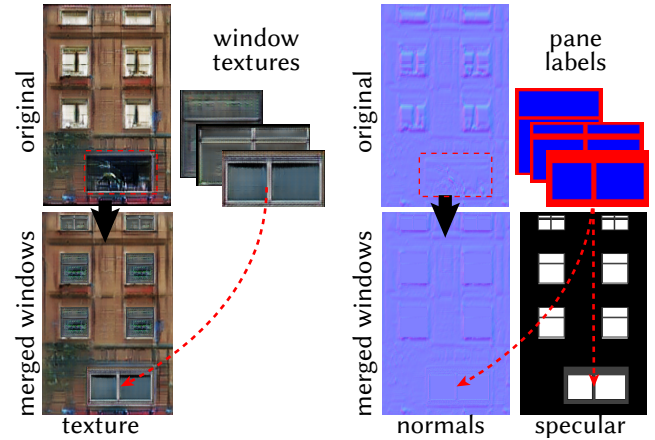 window
textures
pane
labels
original
original
merged windows
merged windows
texture
normals
specular